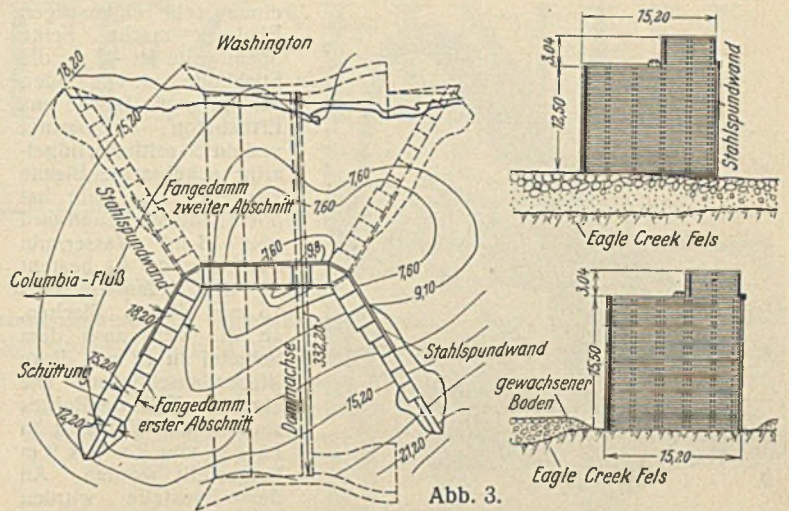 Washington
18,20
15,20
Stahlspundwand
Fangedamm
zweiter Abschnitt
7,60
7,60
7,60
9,8
7,60
9,10
Columbia-Fluß
18,20
15,20
Schüttung
12,20
Fangedamm
erster Abschnitt
Dammachse
332,20
Stahlspundwand
15,20
21,20
Abb. 3.
15,20
3,04
12,50
Stahlspundwand
Eagle Creek Fels
3,04
15,50
gewachsener
Boden
15,20
Eagle Creek Fels